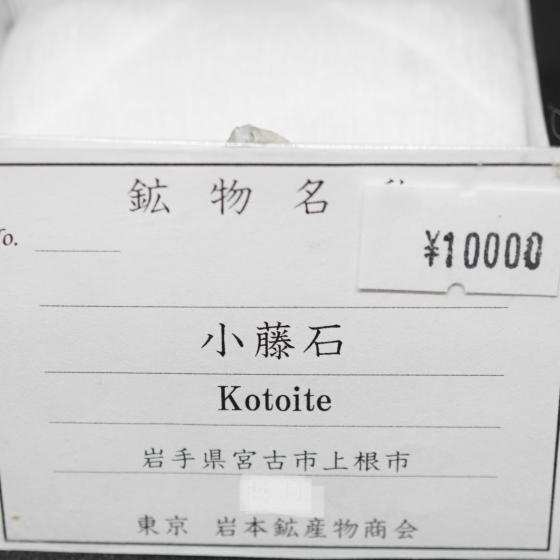 鉱物名
¥10000
No.
小藤石
Kotoite
岩手県宮古市上根市
東京 岩本鉱産物商会